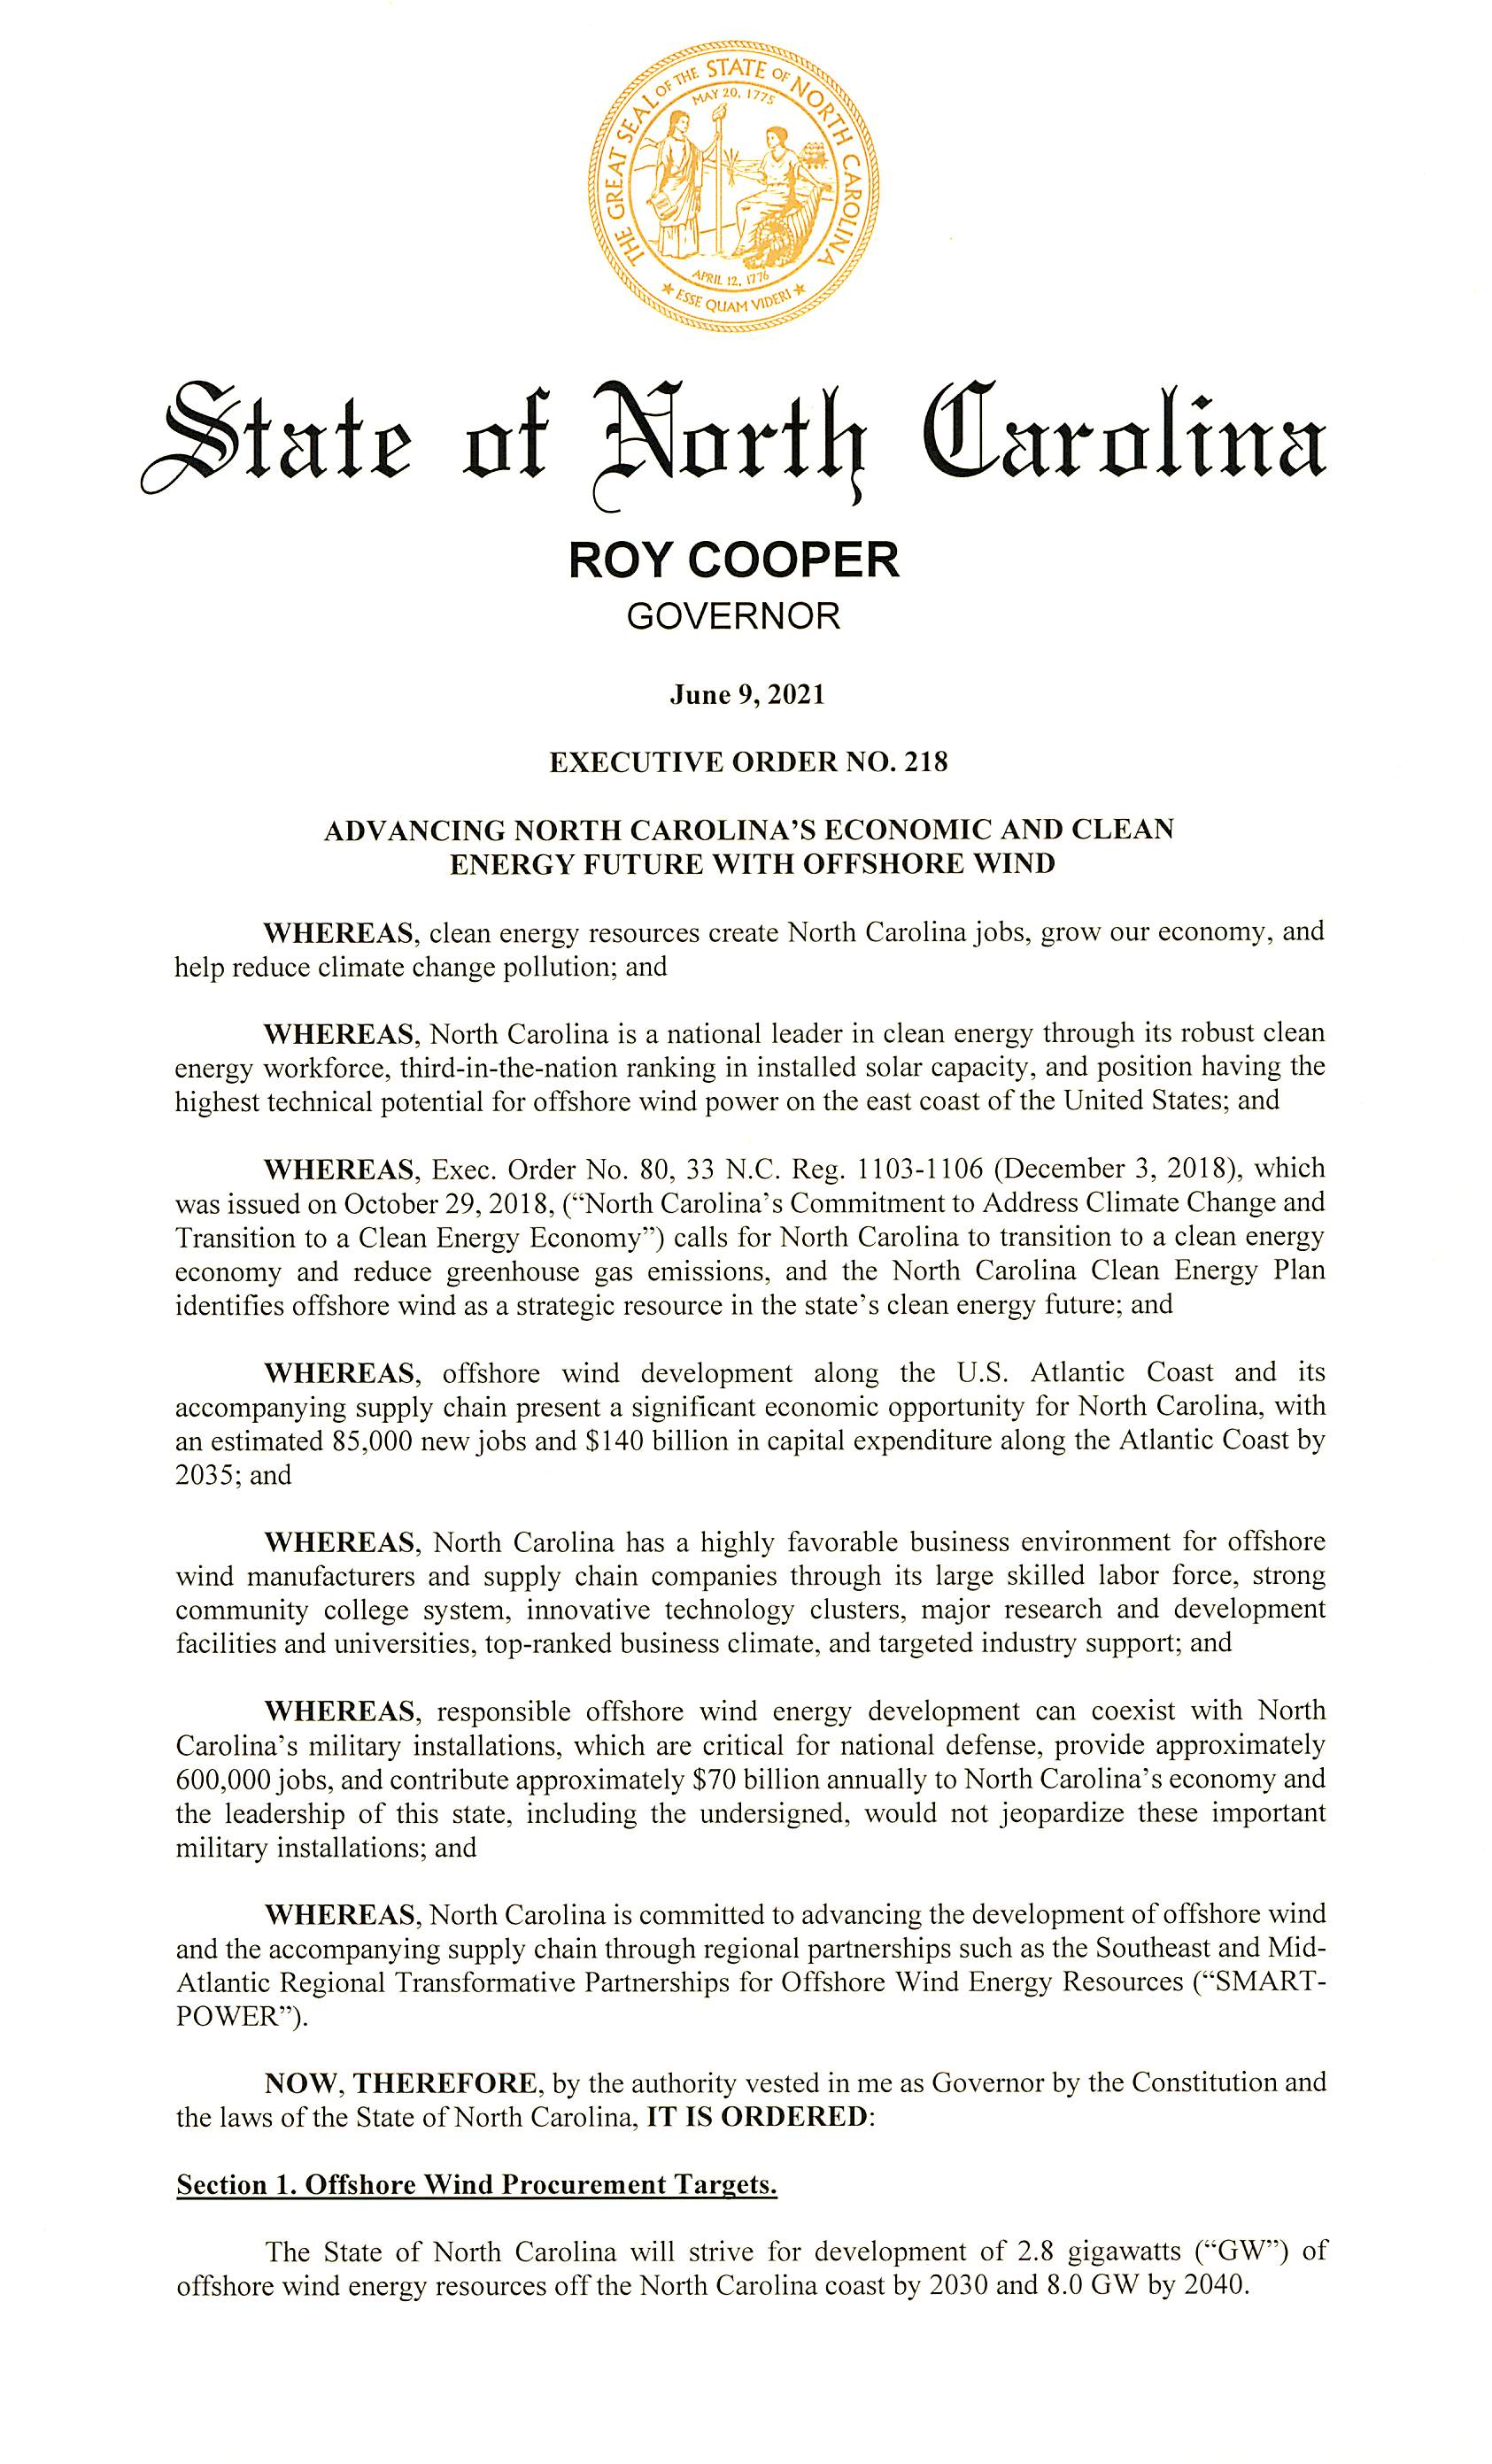 THE GREAT SEAL OF THE STATE OF NORTH CAROLINA
MAY 20, 1775
APRIL 12, 1776
★ ESSE QUAM VIDERI ★
State of North Carolina
ROY COOPER
GOVERNOR
June 9, 2021
EXECUTIVE ORDER NO. 218
ADVANCING NORTH CAROLINA’S ECONOMIC AND CLEAN
ENERGY FUTURE WITH OFFSHORE WIND
WHEREAS, clean energy resources create North Carolina jobs, grow our economy, and
help reduce climate change pollution; and
WHEREAS, North Carolina is a national leader in clean energy through its robust clean
energy workforce, third-in-the-nation ranking in installed solar capacity, and position having the
highest technical potential for offshore wind power on the east coast of the United States; and
WHEREAS, Exec. Order No. 80, 33 N.C. Reg. 1103-1106 (December 3, 2018), which
was issued on October 29, 2018, (“North Carolina’s Commitment to Address Climate Change and
Transition to a Clean Energy Economy”) calls for North Carolina to transition to a clean energy
economy and reduce greenhouse gas emissions, and the North Carolina Clean Energy Plan
identifies offshore wind as a strategic resource in the state’s clean energy future; and
WHEREAS, offshore wind development along the U.S. Atlantic Coast and its
accompanying supply chain present a significant economic opportunity for North Carolina, with
an estimated 85,000 new jobs and $140 billion in capital expenditure along the Atlantic Coast by
2035; and
WHEREAS, North Carolina has a highly favorable business environment for offshore
wind manufacturers and supply chain companies through its large skilled labor force, strong
community college system, innovative technology clusters, major research and development
facilities and universities, top-ranked business climate, and targeted industry support; and
WHEREAS, responsible offshore wind energy development can coexist with North
Carolina’s military installations, which are critical for national defense, provide approximately
600,000 jobs, and contribute approximately $70 billion annually to North Carolina’s economy and
the leadership of this state, including the undersigned, would not jeopardize these important
military installations; and
WHEREAS, North Carolina is committed to advancing the development of offshore wind
and the accompanying supply chain through regional partnerships such as the Southeast and Mid-
Atlantic Regional Transformative Partnerships for Offshore Wind Energy Resources (“SMART-
POWER”).
NOW, THEREFORE, by the authority vested in me as Governor by the Constitution and
the laws of the State of North Carolina, IT IS ORDERED:
Section 1. Offshore Wind Procurement Targets.
The State of North Carolina will strive for development of 2.8 gigawatts (“GW”) of
offshore wind energy resources off the North Carolina coast by 2030 and 8.0 GW by 2040.